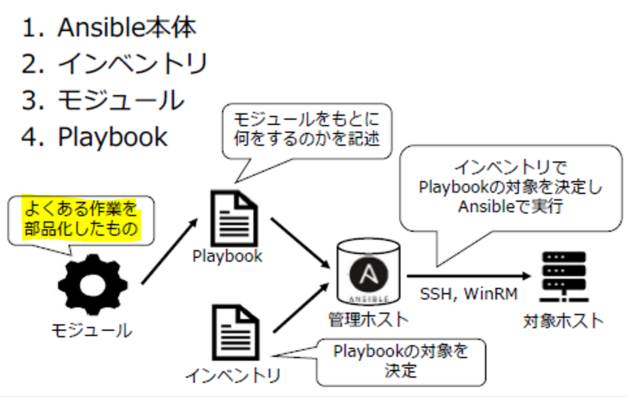 1. Ansible本体
2. インベントリ
3. モジュール
4. Playbook
モジュールをもとに
何をするのかを記述
インベントリで
Playbookの対象を決定し
Ansibleで実行
よくある作業を
部品化したもの
Playbook
ANSIBLE
SSH, WinRM
モジュール
管理ホスト
対象ホスト
Playbookの対象を
決定
インベントリ